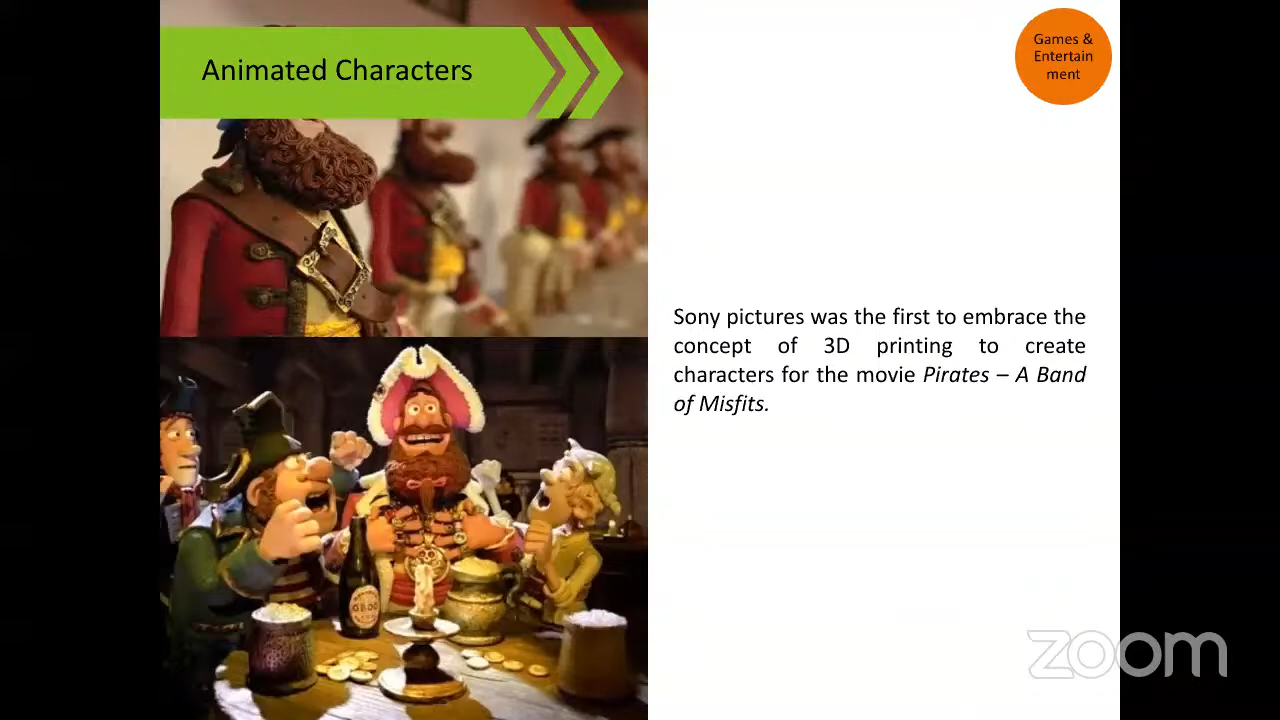 Animated Characters
Games &
Entertain
ment
Sony pictures was the first to embrace the
concept of 3D printing to create
characters for the movie Pirates – A Band
of Misfits.
GROG
zoom